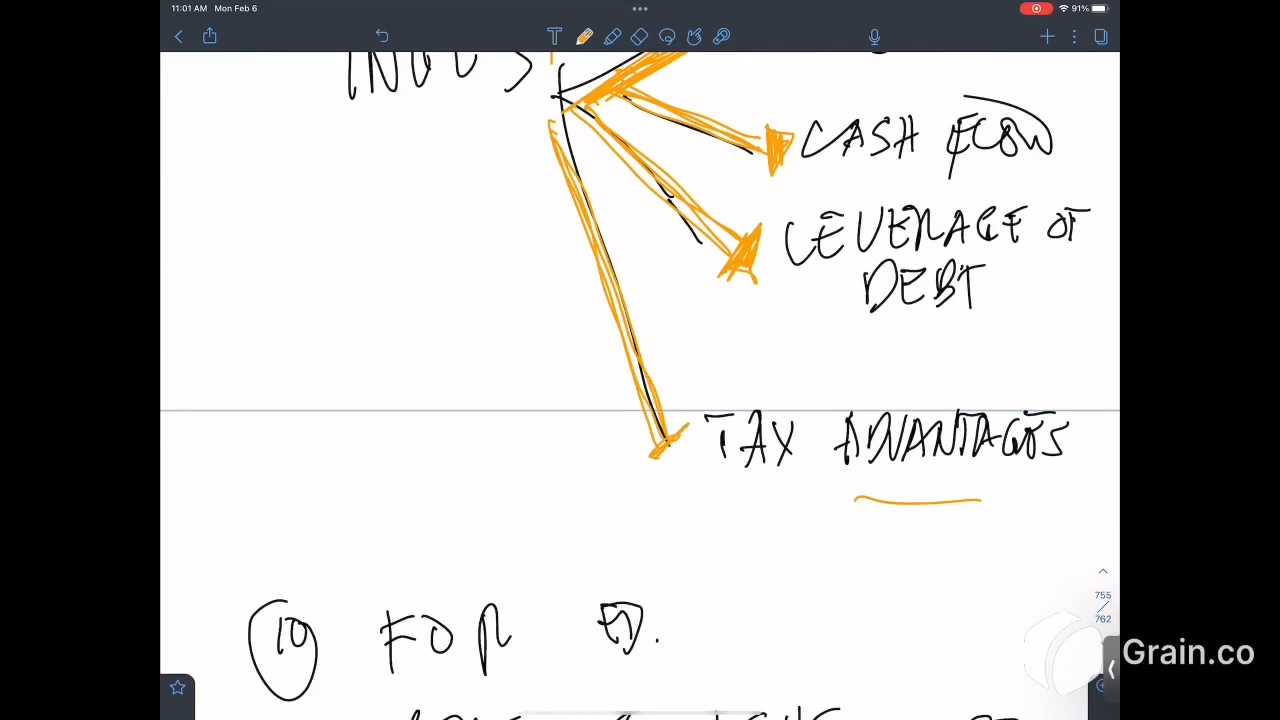 11:01 AM Mon Feb 6
91%
CASH FLOW
LEVERAGE OF
DEBT
TAX ADVANTAGES
755
762
10 FOR
Grain.co